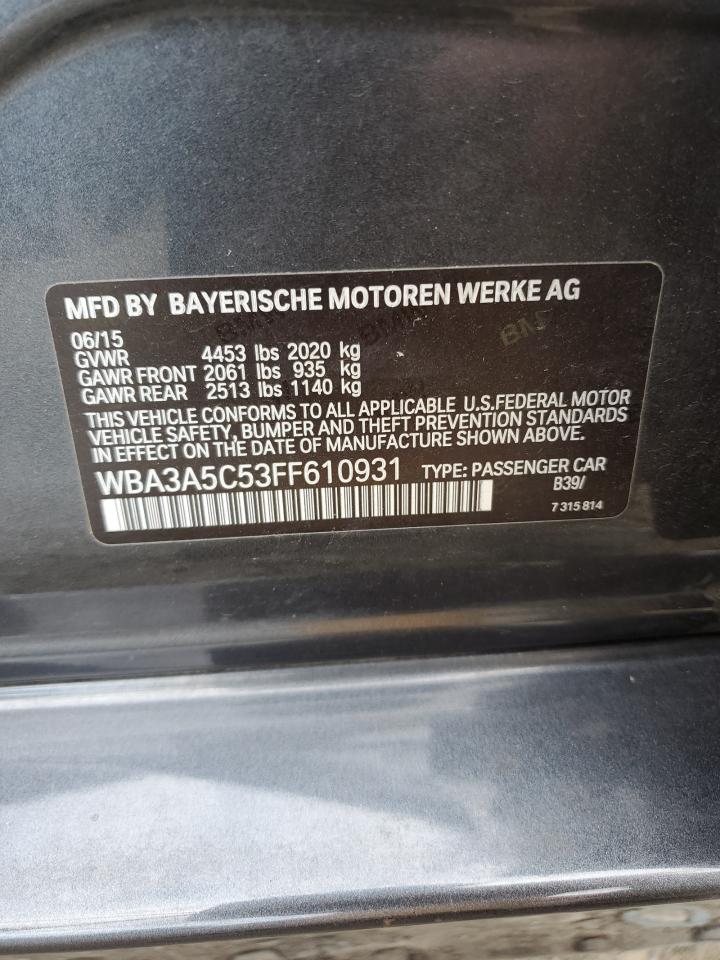 MFD BY BAYERISCHE MOTOREN WERKE AG
06/15
GVWR 4453 lbs 2020 kg
GAWR FRONT 2061 lbs 935 kg
GAWR REAR 2513 lbs 1140 kg
THIS VEHICLE CONFORMS TO ALL APPLICABLE U.S.FEDERAL MOTOR
VEHICLE SAFETY, BUMPER AND THEFT PREVENTION STANDARDS
IN EFFECT ON THE DATE OF MANUFACTURE SHOWN ABOVE.
WBA3A5C53FF610931 TYPE: PASSENGER CAR
B39/
7 315 814